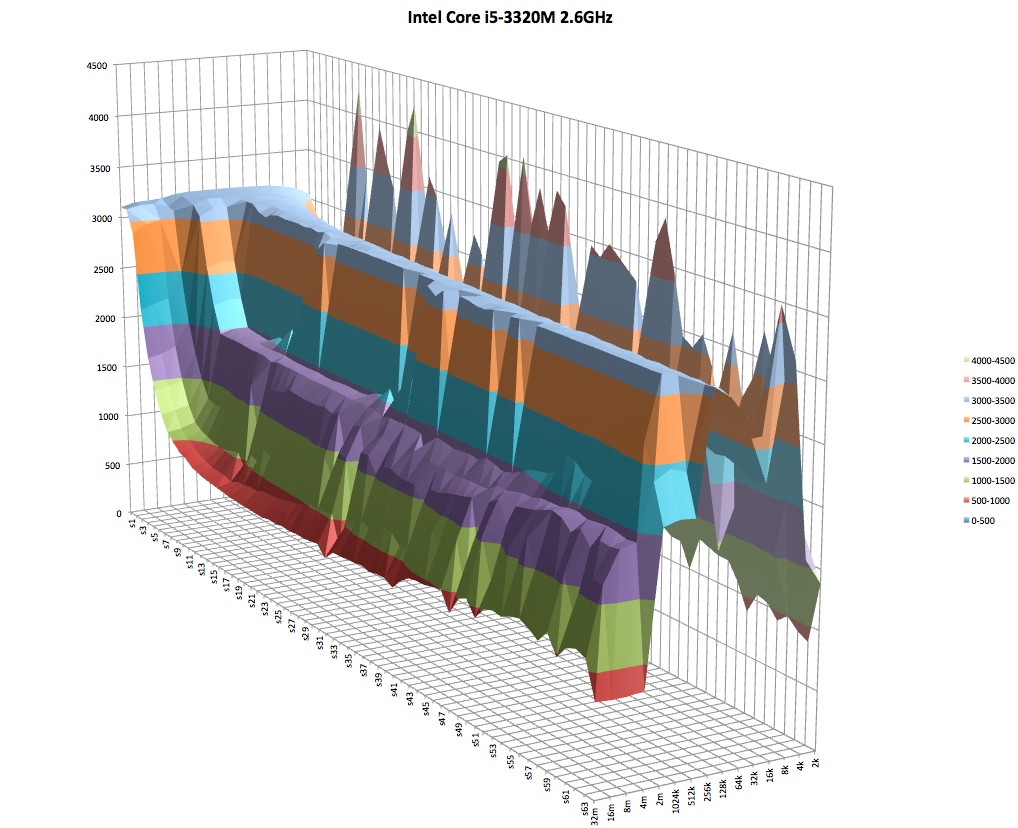 Intel Core i5-3320M 2.6GHz
4500
4000
3500
3000
2500
2000
1500
1000
500
0
s1
s3
s5
s7
s9
s11
s13
s15
s17
s19
s21
s23
s25
s27
s29
s31
s33
s35
s37
s39
s41
s43
s45
s47
s49
s51
s53
s55
s57
s59
s61
s63
32m
16m
8m
4m
2m
1024k
512k
256k
128k
64k
32k
16k
8k
4k
2k
4000-4500
3500-4000
3000-3500
2500-3000
2000-2500
1500-2000
1000-1500
500-1000
0-500